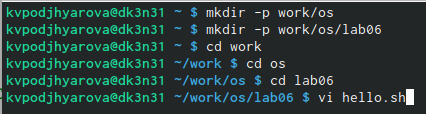 kvpodjhyarova@dk3n31 ~ $ mkdir -p work/os
kvpodjhyarova@dk3n31 ~ $ mkdir -p work/os/lab06
kvpodjhyarova@dk3n31 ~ $ cd work
kvpodjhyarova@dk3n31 ~/work $ cd os
kvpodjhyarova@dk3n31 ~/work/os $ cd lab06
kvpodjhyarova@dk3n31 ~/work/os/lab06 $ vi hello.sh